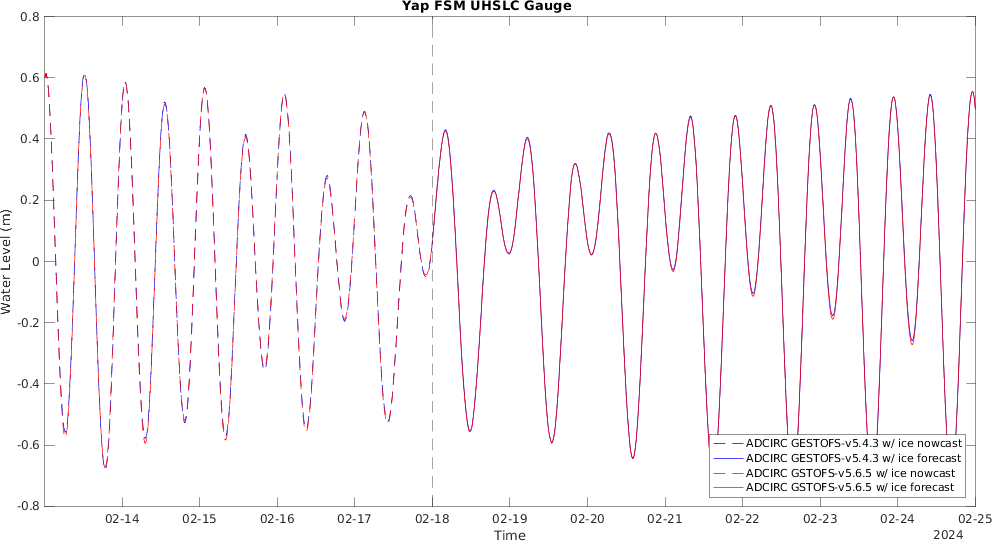 Yap FSM UHSLC Gauge
0.8
0.6
0.4
0.2
0
-0.2
-0.4
-0.6
-0.8
Water Level (m)
ADCIRC GESTOFS-v5.4.3 w/ ice nowcast
ADCIRC GESTOFS-v5.4.3 w/ ice forecast
ADCIRC GSTOFS-v5.6.5 w/ ice nowcast
ADCIRC GSTOFS-v5.6.5 w/ ice forecast
02-14 02-15 02-16 02-17 02-18 02-19 02-20 02-21 02-22 02-23 02-24 02-25
Time
2024